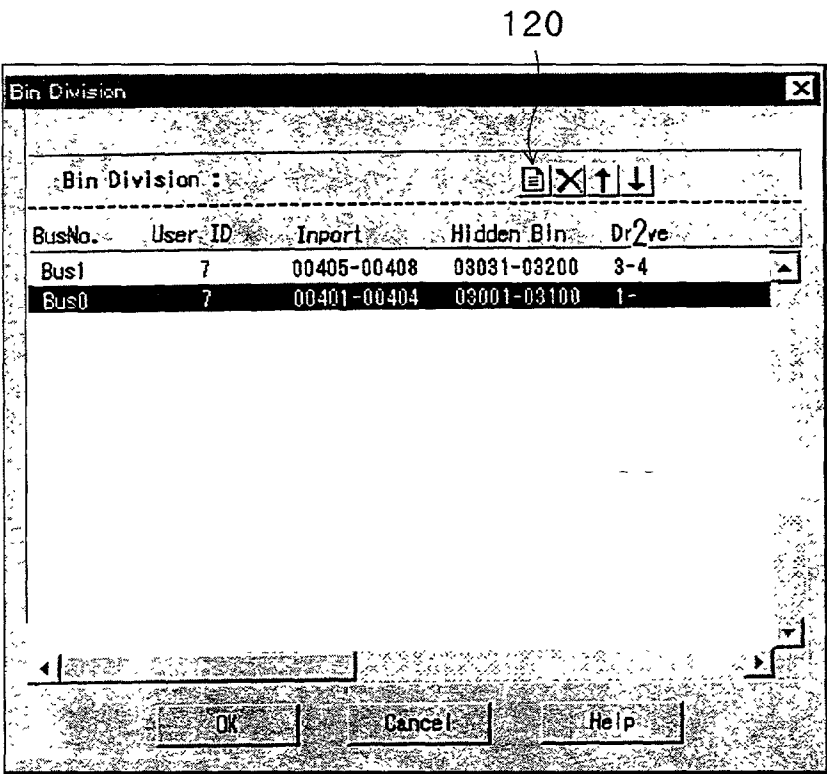 120
Bin Division
Bin Division :
BusNo. User ID Inport Hidden Bin Dr2ve
Bus1 7 00405-00408 03031-03200 3-4
Bus0 7 00401-00404 03001-03100 1-
OK Cancel Help